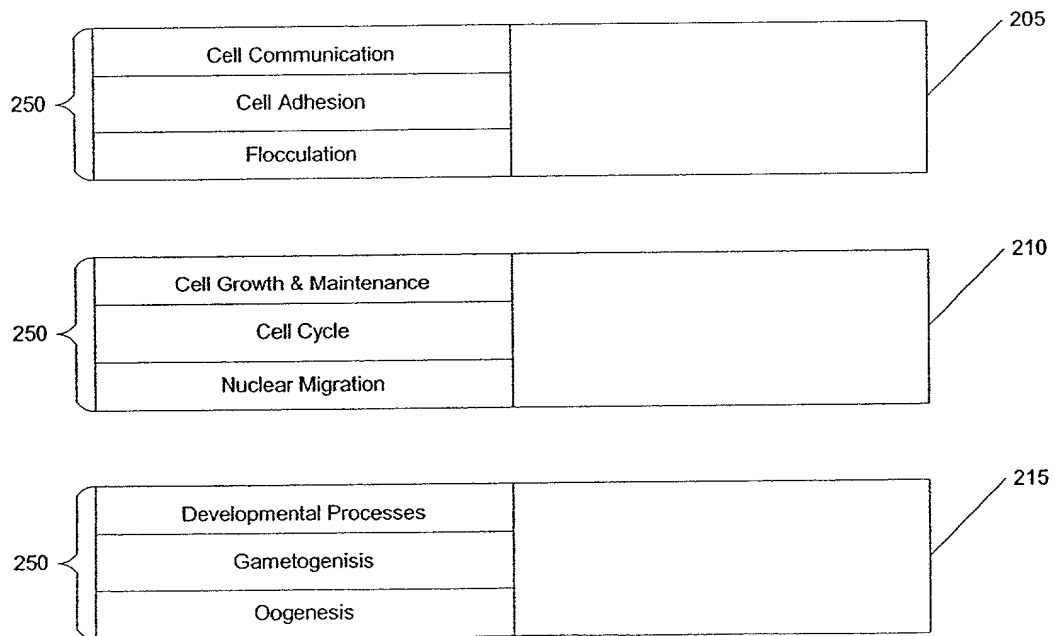 205
Cell Communication
250
Cell Adhesion
Flocculation
210
Cell Growth & Maintenance
250
Cell Cycle
Nuclear Migration
215
Developmental Processes
250
Gametogenisis
Oogenesis